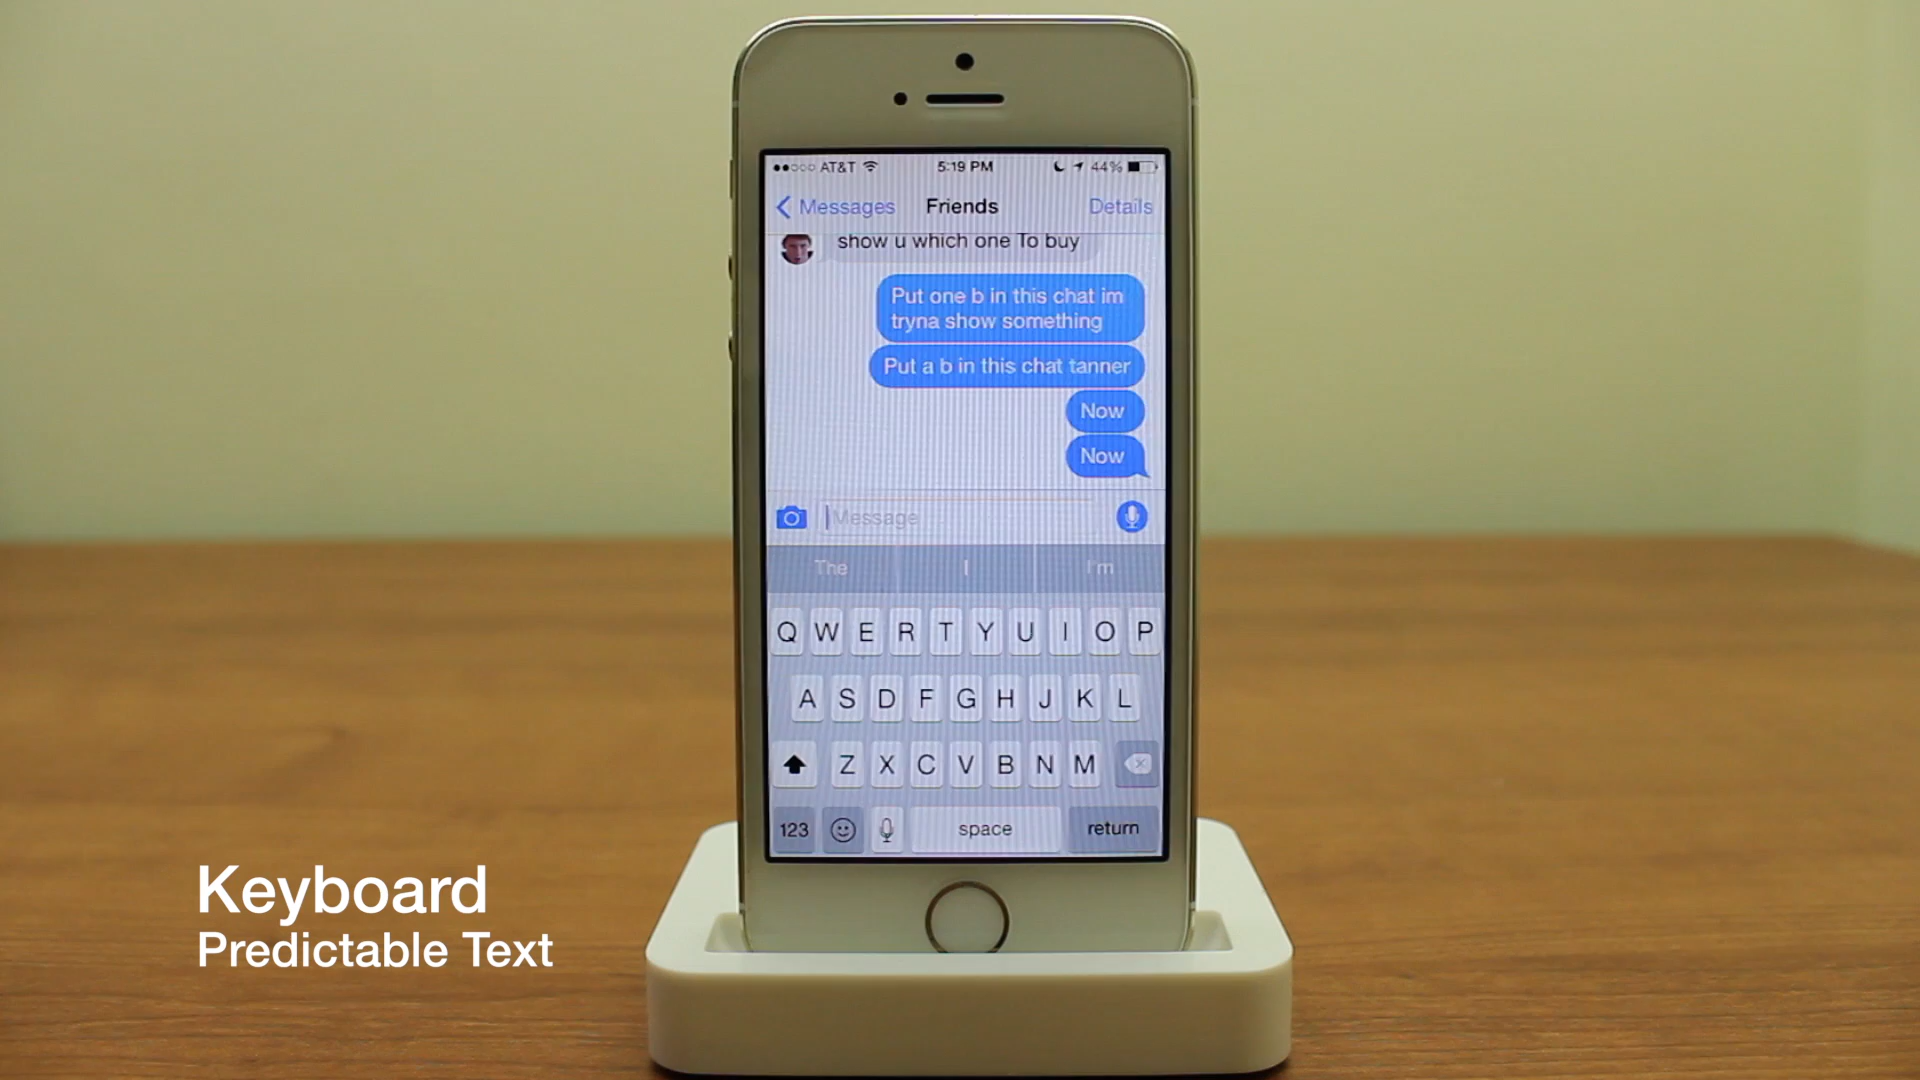 AT&T 5:19 PM 44%
Messages Friends Details
show u which one To buy
Put one b in this chat im
tryna show something
Put a b in this chat tanner
Now
Now
Message
The I I'm
Q W E R T Y U I O P
A S D F G H J K L
Z X C V B N M
123 space return
Keyboard
Predictable Text